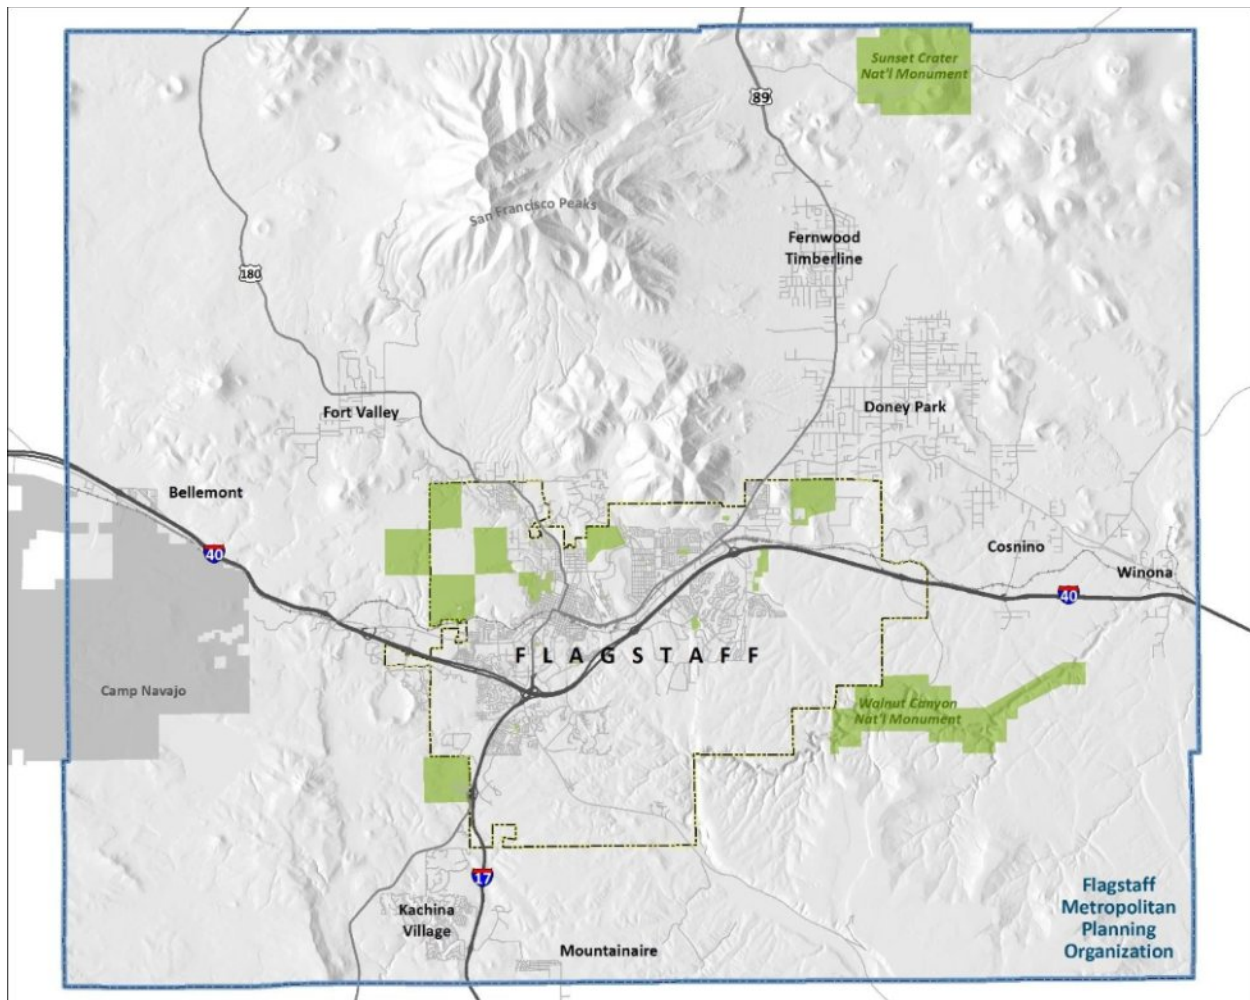 Sunset Crater
Nat'l Monument
89
San Francisco Peaks
Fernwood
Timberline
180
Fort Valley
Doney Park
Bellemont
40
Cosnino
Winona
40
FLAGSTAFF
Camp Navajo
Walnut Canyon
Nat'l Monument
17
Kachina
Village
Mountainaire
Flagstaff
Metropolitan
Planning
Organization